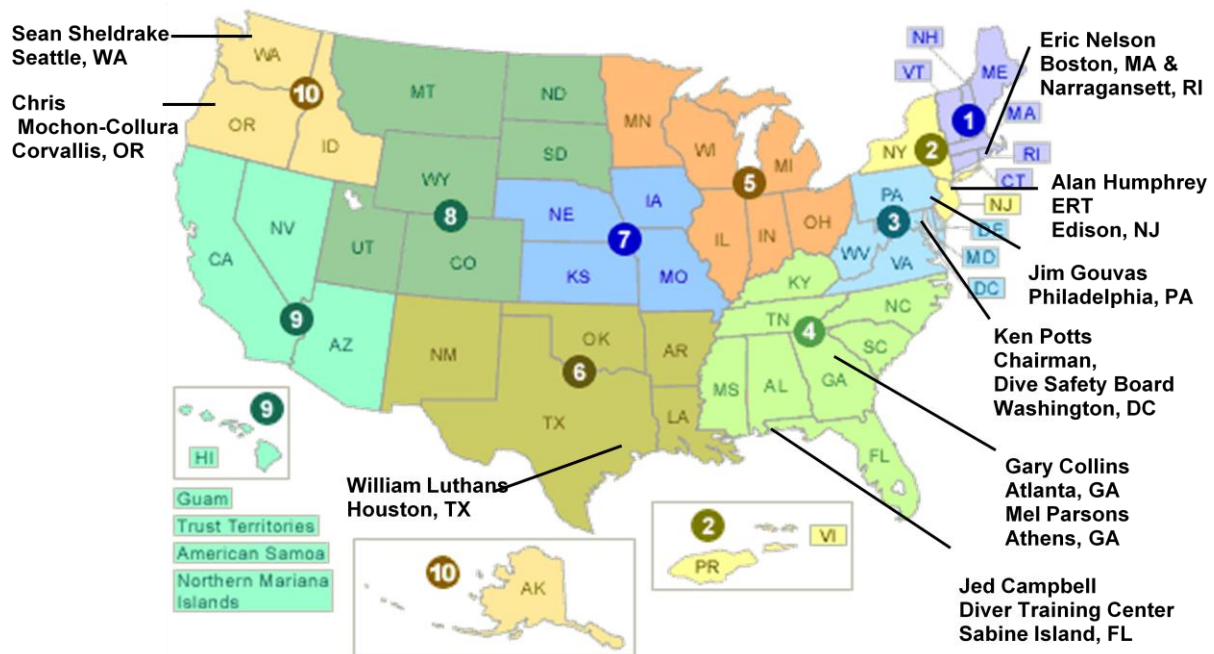 Sean Sheldrake
Seattle, WA
Chris
Mochon-Collura
Corvallis, OR
Eric Nelson
Boston, MA &
Narragansett, RI
Alan Humphrey
ERT
Edison, NJ
Jim Gouvas
Philadelphia, PA
Ken Potts
Chairman,
Dive Safety Board
Washington, DC
Gary Collins
Atlanta, GA
Mel Parsons
Athens, GA
Jed Campbell
Diver Training Center
Sabine Island, FL
William Luthans
Houston, TX
WA
10
OR
ID
MT
ND
SD
WY
8
UT
CO
NV
CA
9
AZ
NE
IA
7
KS
MO
MN
WI
MI
5
IL
IN
OH
NM
OK
AR
6
TX
LA
KY
TN
NC
4
SC
MS
AL
GA
FL
NH
VT
ME
1
MA
RI
CT
NY
2
NJ
PA
3
WV
VA
DE
MD
DC
9
HI
Guam
Trust Territories
American Samoa
Northern Mariana
Islands
10
AK
2
VI
PR